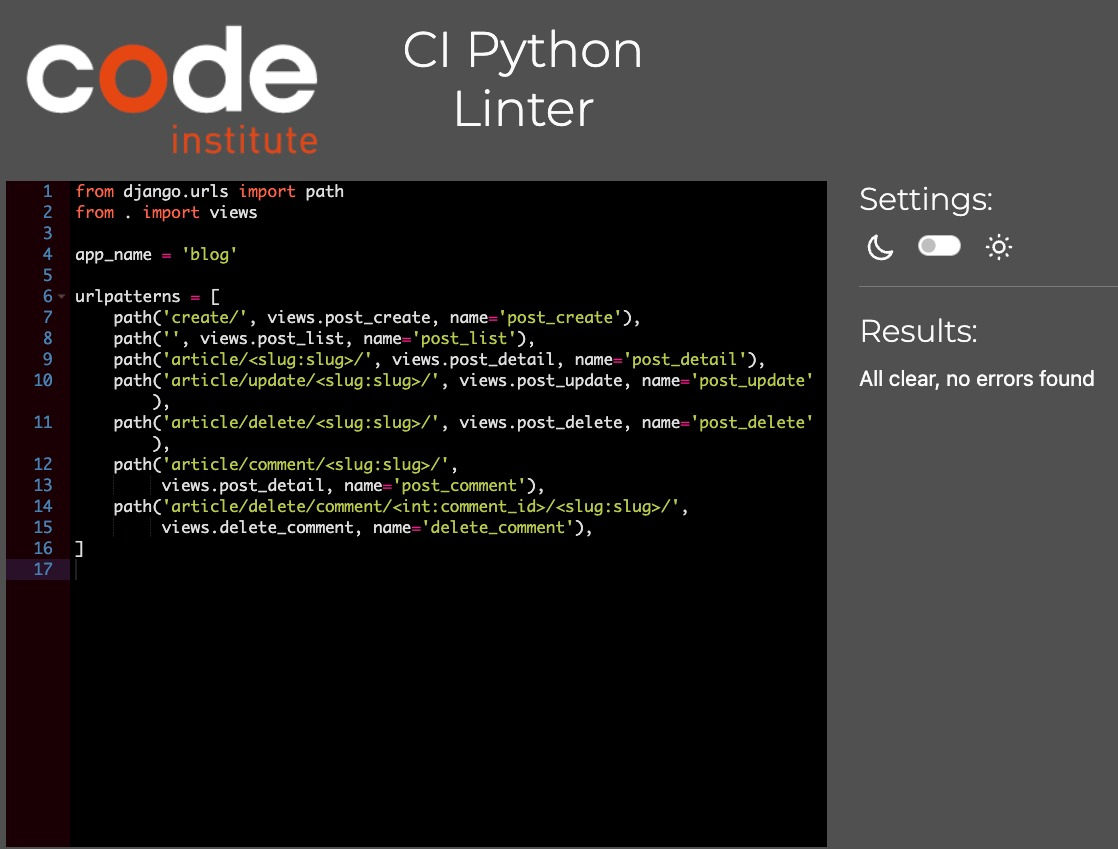 code
institute
CI Python
Linter
1 from django.urls import path
2 from . import views
3
4 app_name = 'blog'
5
6 urlpatterns = [
7     path('create/', views.post_create, name='post_create'),
8     path('', views.post_list, name='post_list'),
9     path('article/<slug:slug>/', views.post_detail, name='post_detail'),
10     path('article/update/<slug:slug>/', views.post_update, name='post_update'
),
11     path('article/delete/<slug:slug>/', views.post_delete, name='post_delete'
),
12     path('article/comment/<slug:slug>/',
13          views.post_detail, name='post_comment'),
14     path('article/delete/comment/<int:comment_id>/<slug:slug>/',
15          views.delete_comment, name='delete_comment'),
16 ]
17
Settings:
Results:
All clear, no errors found